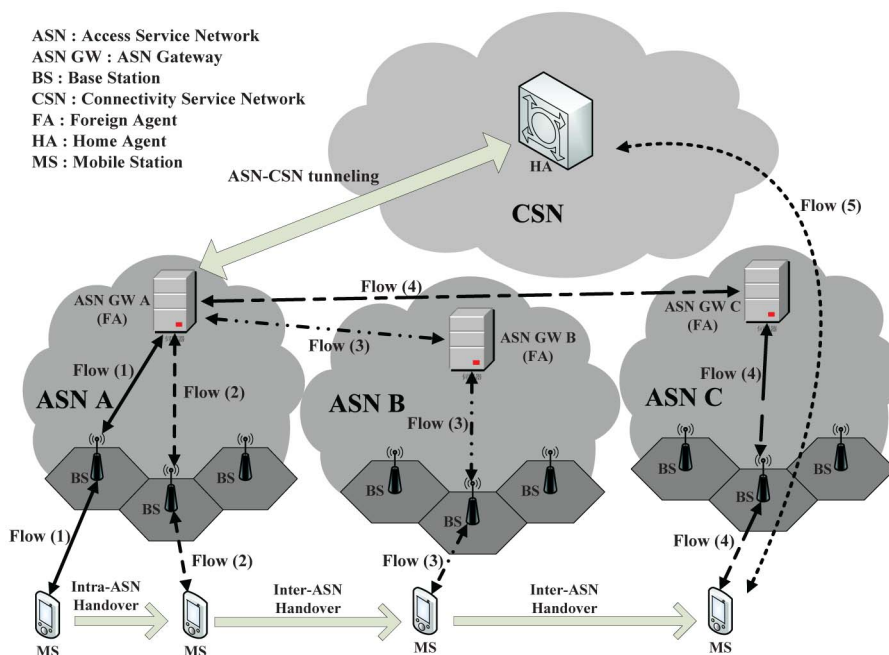 ASN : Access Service Network
ASN GW : ASN Gateway
BS : Base Station
CSN : Connectivity Service Network
FA : Foreign Agent
HA : Home Agent
MS : Mobile Station
HA
ASN-CSN tunneling
CSN
Flow (5)
ASN GW A
(FA)
Flow (4)
ASN GW C
(FA)
Flow (3)
ASN GW B
(FA)
Flow (1)
Flow (2)
Flow (4)
ASN A
ASN B
ASN C
Flow (3)
BS
BS
BS
BS
BS
BS
BS
BS
BS
Flow (1)
Flow (2)
Flow (3)
Flow (4)
Intra-ASN
Handover
Inter-ASN
Handover
Inter-ASN
Handover
MS
MS
MS
MS